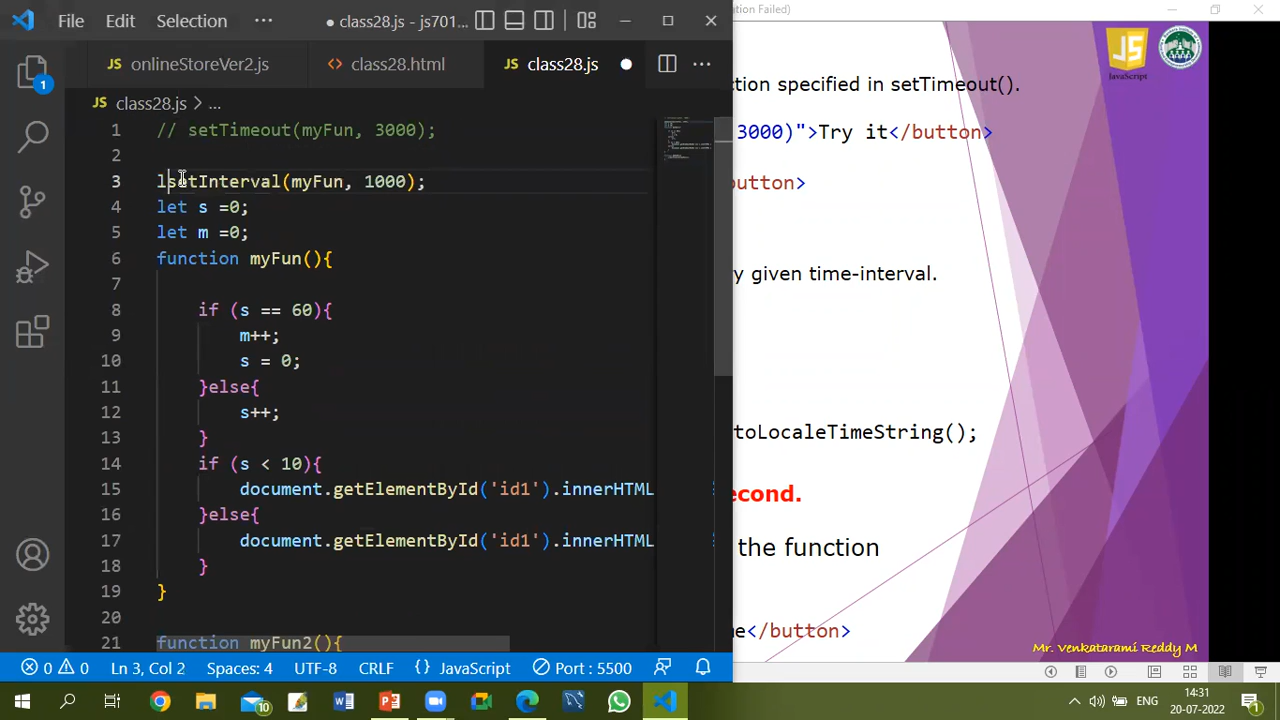 File Edit Selection ··· ● class28.js - js701...
onlineStoreVer2.js <> class28.html JS class28.js ●
JS class28.js > ...
1 // setTimeout(myFun, 3000);
2
3 lsetInterval(myFun, 1000);
4 let s =0;
5 let m =0;
6 function myFun(){
7
8 if (s == 60){
9 m++;
10 s = 0;
11 }else{
12 s++;
13 }
14 if (s < 10){
15 document.getElementById('id1').innerHTML
16 }else{
17 document.getElementById('id1').innerHTML
18 }
19 }
20
21 function myFun2(){
1
0 0 Ln 3, Col 2 Spaces: 4 UTF-8 CRLF {} JavaScript Port : 5500
tion Failed)
JS
JavaScript
ction specified in setTimeout().
3000)">Try it</button>
button>
y given time-interval.
toLocaleTimeString();
econd.
the function
e</button>
Mr. Venkatarami Reddy M
10
ENG
14:31
20-07-2022
1